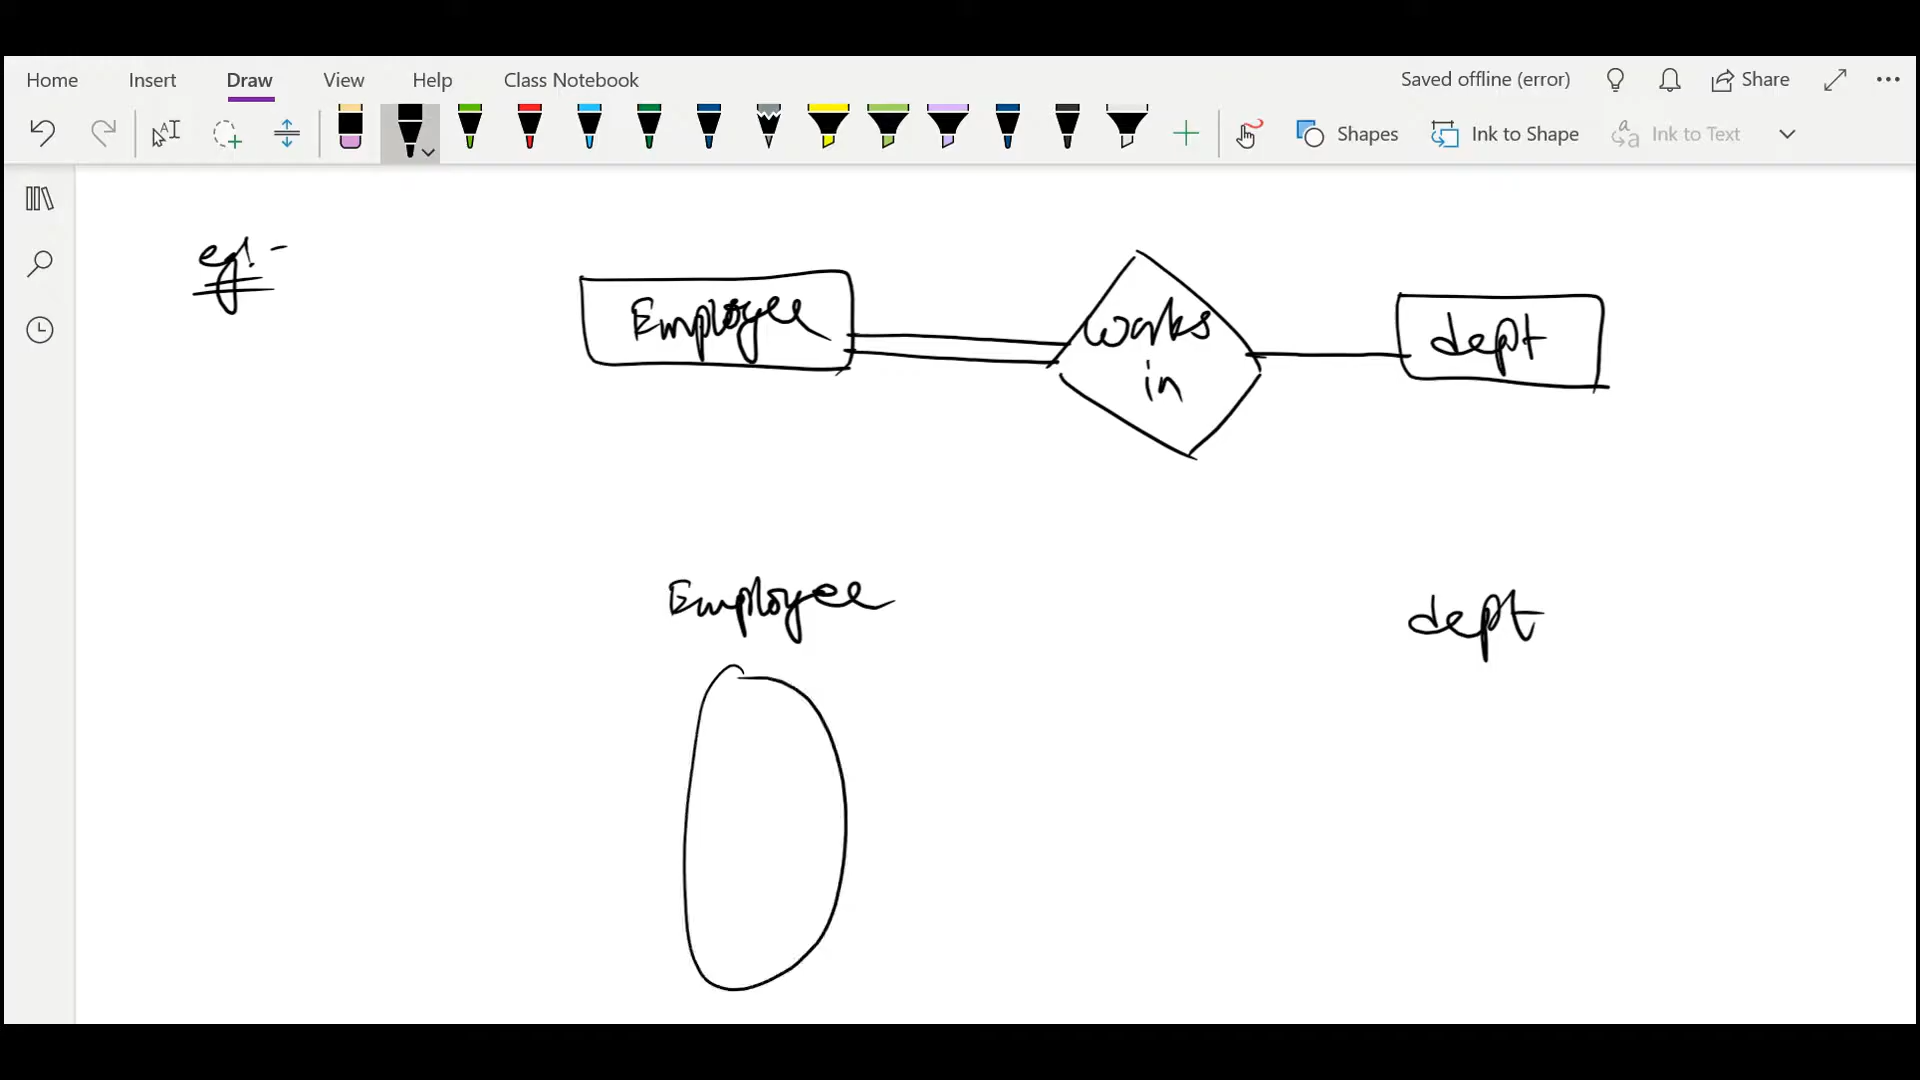 Home Insert Draw View Help Class Notebook Saved offline (error) Share
Shapes Ink to Shape Ink to Text
eg! -
Employee works in dept
Employee dept